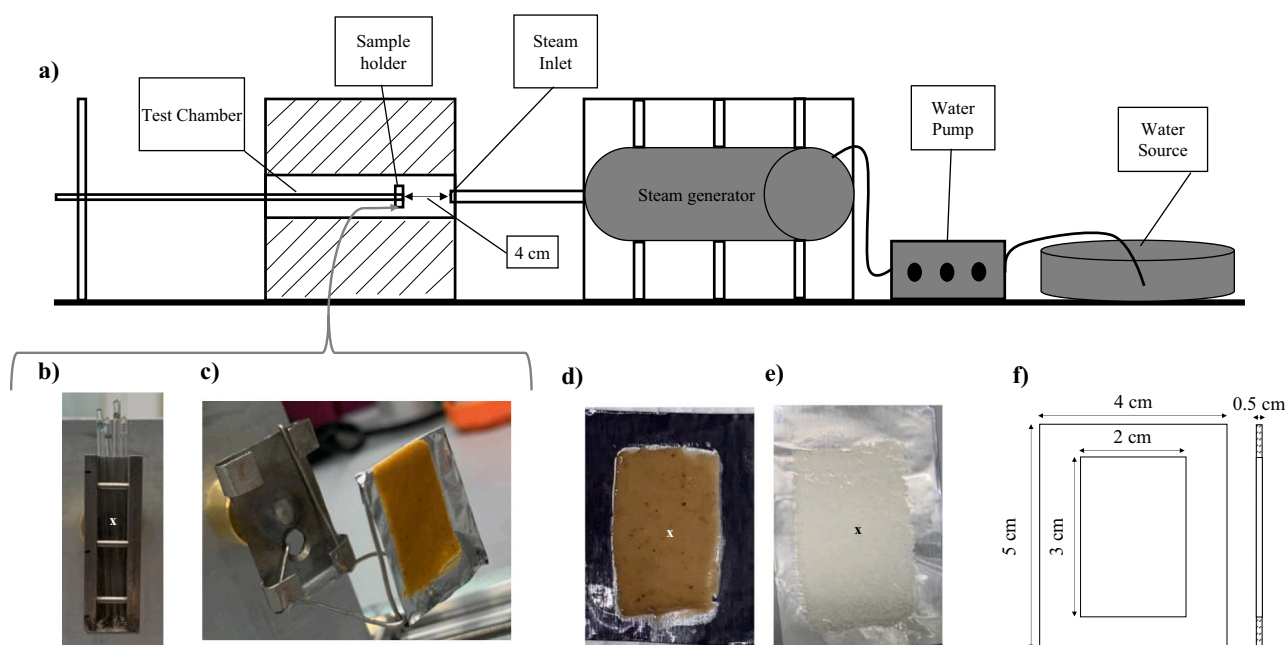 a)
Sample
holder
Steam
Inlet
Test Chamber
Water
Pump
Water
Source
Steam generator
4 cm
b)
c)
d)
e)
f)
x
x
x
4 cm
0.5 cm
2 cm
5 cm
3 cm